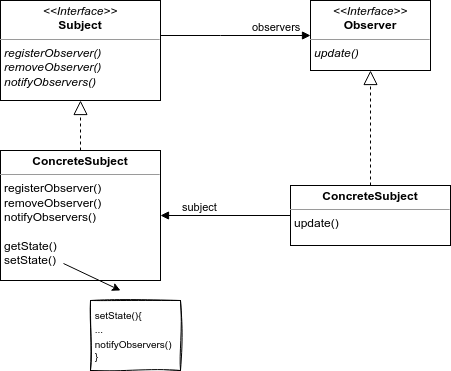 <<Interface>>
Subject
registerObserver()
removeObserver()
notifyObservers()
observers
<<Interface>>
Observer
update()
ConcreteSubject
registerObserver()
removeObserver()
notifyObservers()
getState()
setState()
subject
ConcreteSubject
update()
setState(){
...
notifyObservers()
}